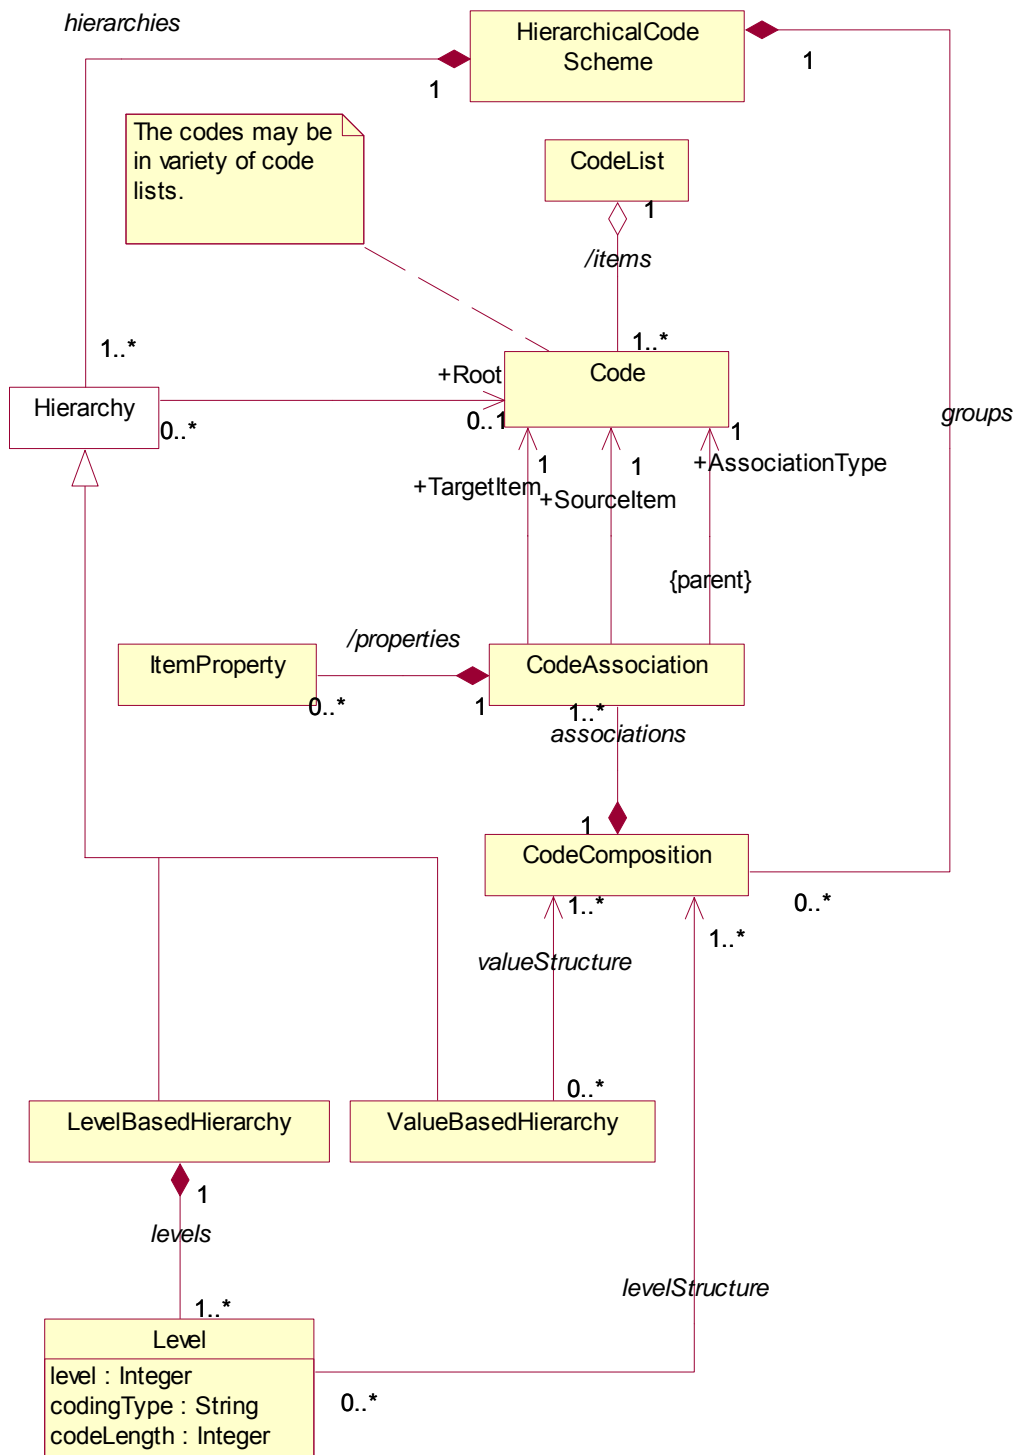 hierarchies
HierarchicalCode
Scheme
1
1
The codes may be
in variety of code
lists.
CodeList
1
/items
1..*
1..*
+Root
Code
Hierarchy
0..*
0..1
1
groups
1
1
+AssociationType
+TargetItem
+SourceItem
{parent}
/properties
ItemProperty
CodeAssociation
0..*
1
1..*
associations
1
CodeComposition
1..*
0..*
1..*
valueStructure
0..*
LevelBasedHierarchy
ValueBasedHierarchy
1
levels
levelStructure
1..*
Level
level : Integer
codingType : String
0..*
codeLength : Integer